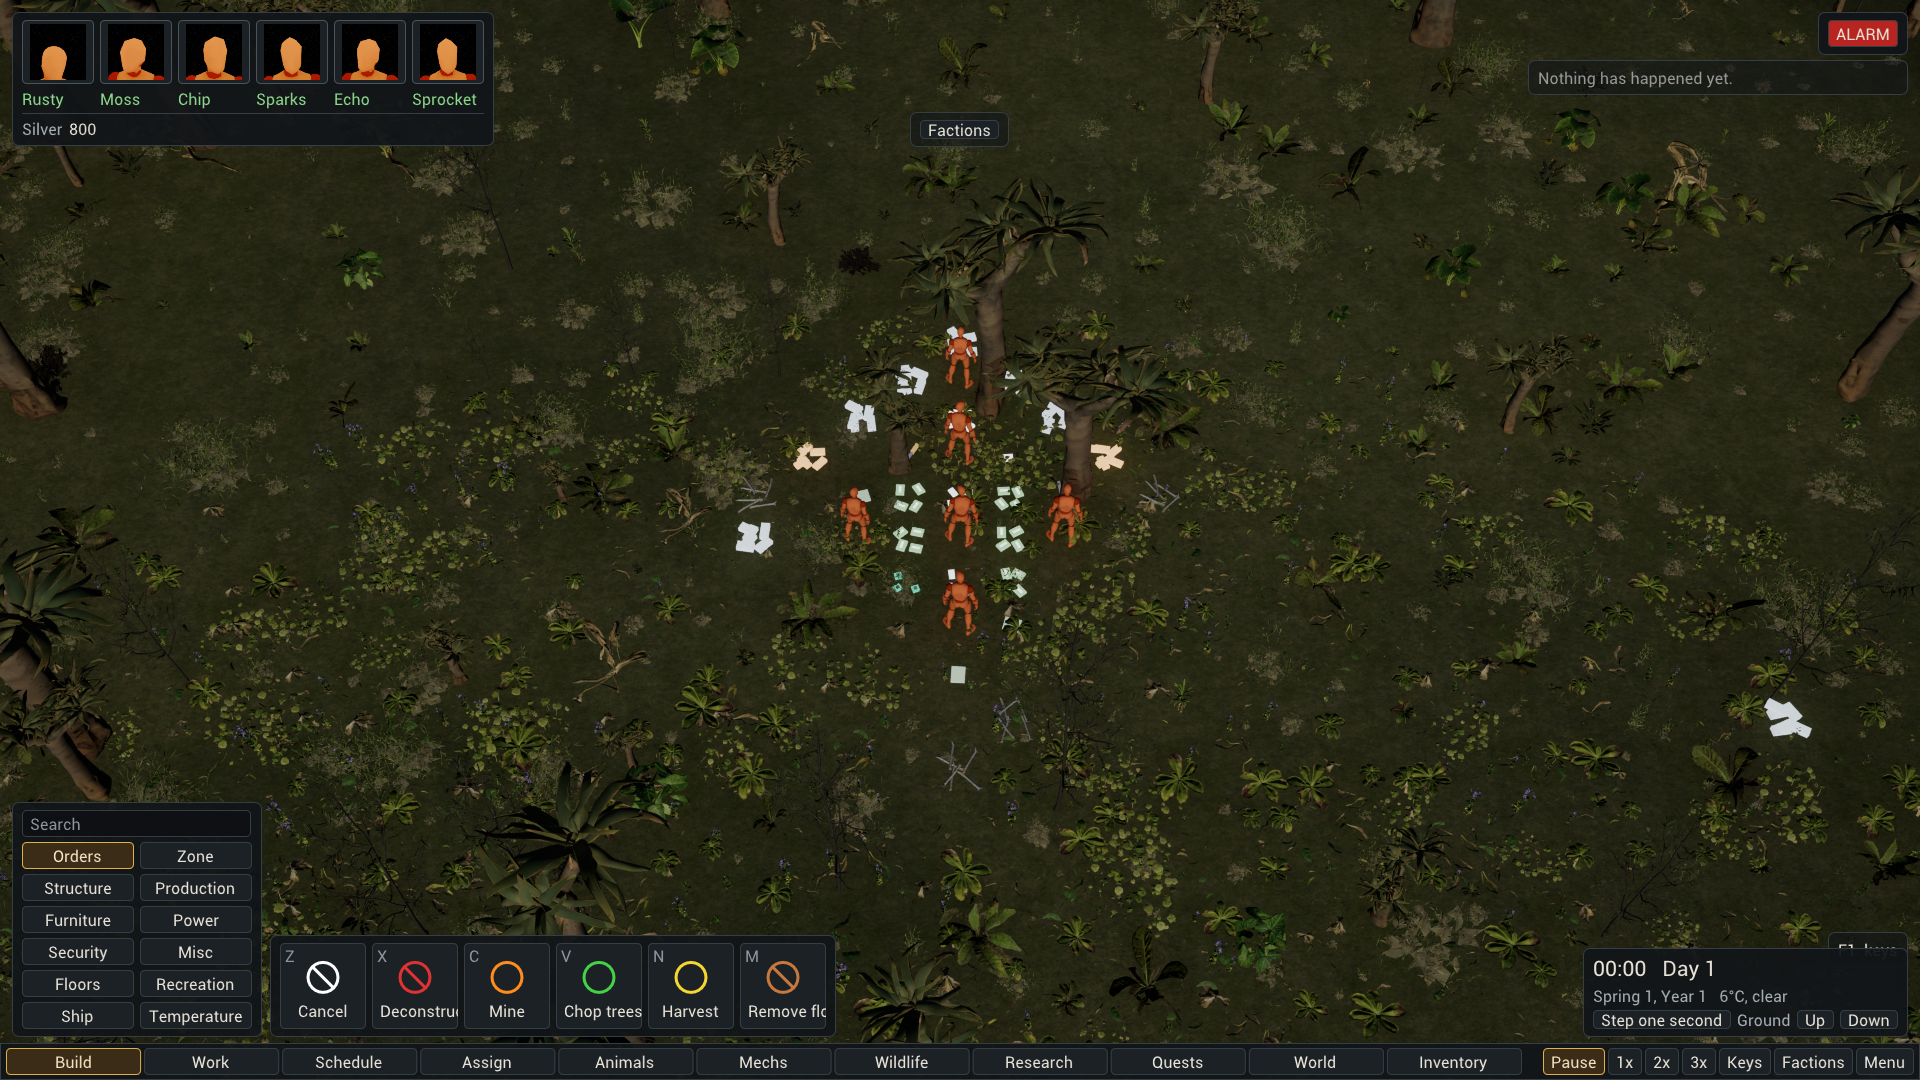 Rusty Moss Chip Sparks Echo Sprocket
Silver 800
ALARM
Nothing has happened yet.
Factions
Search
Orders Zone
Structure Production
Furniture Power
Security Misc
Floors Recreation
Ship Temperature
Z X C V N M
Cancel Deconstru Mine Chop trees Harvest Remove flo
F1 keys
00:00 Day 1
Spring 1, Year 1 6°C, clear
Step one second Ground Up Down
Build Work Schedule Assign Animals Mechs Wildlife Research Quests World Inventory Pause 1x 2x 3x Keys Factions Menu